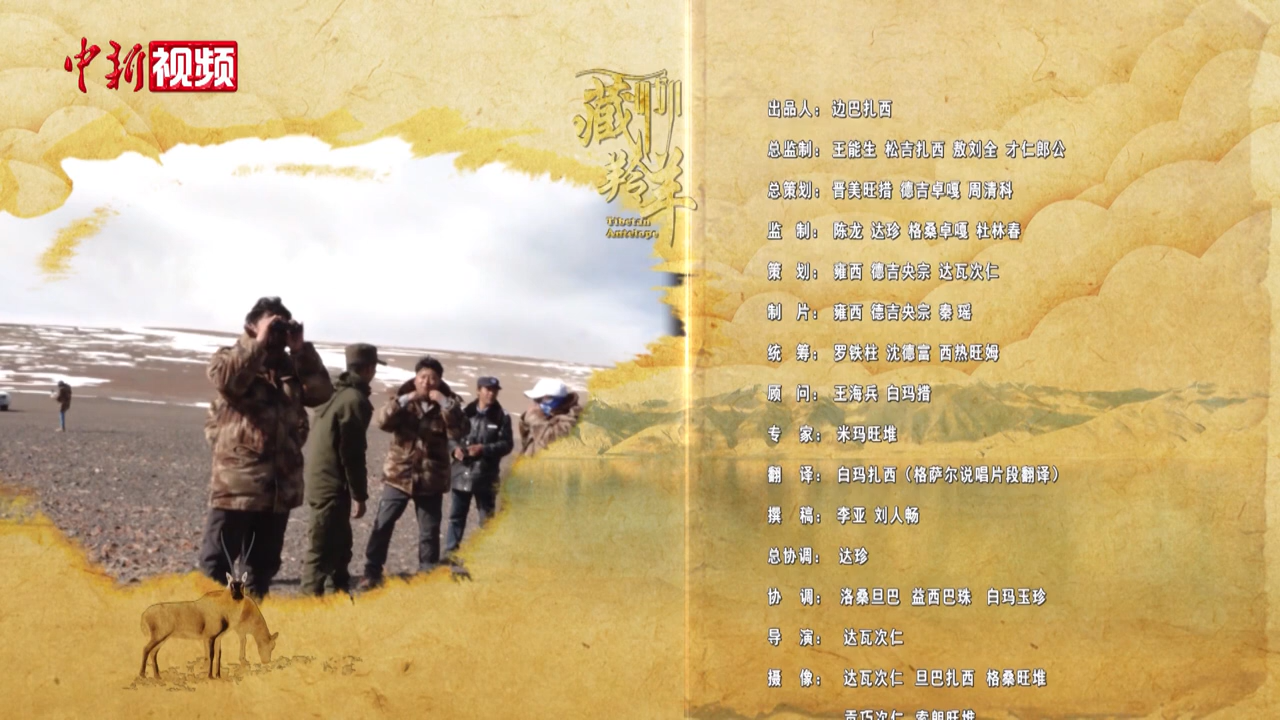 中新视频
藏羚羊
Tibetan
Antelope
出品人： 边巴扎西
总监制： 王能生 松吉扎西 敖刘全 才仁郎公
总策划： 晋美旺措 德吉卓嘎 周清科
监 制： 陈龙 达珍 格桑卓嘎 杜林春
策 划： 雍西 德吉央宗 达瓦次仁
制 片： 雍西 德吉央宗 秦 瑶
统 筹： 罗铁柱 沈德富 西热旺姆
顾 问： 王海兵 白玛措
专 家： 米玛旺堆
翻 译： 白玛扎西（格萨尔说唱片段翻译）
撰 稿： 李亚 刘人畅
总协调： 达珍
协 调： 洛桑旦巴 益西巴珠 白玛玉珍
导 演： 达瓦次仁
摄 像： 达瓦次仁 旦巴扎西 格桑旺堆
贡巧次仁 索朗旺堆